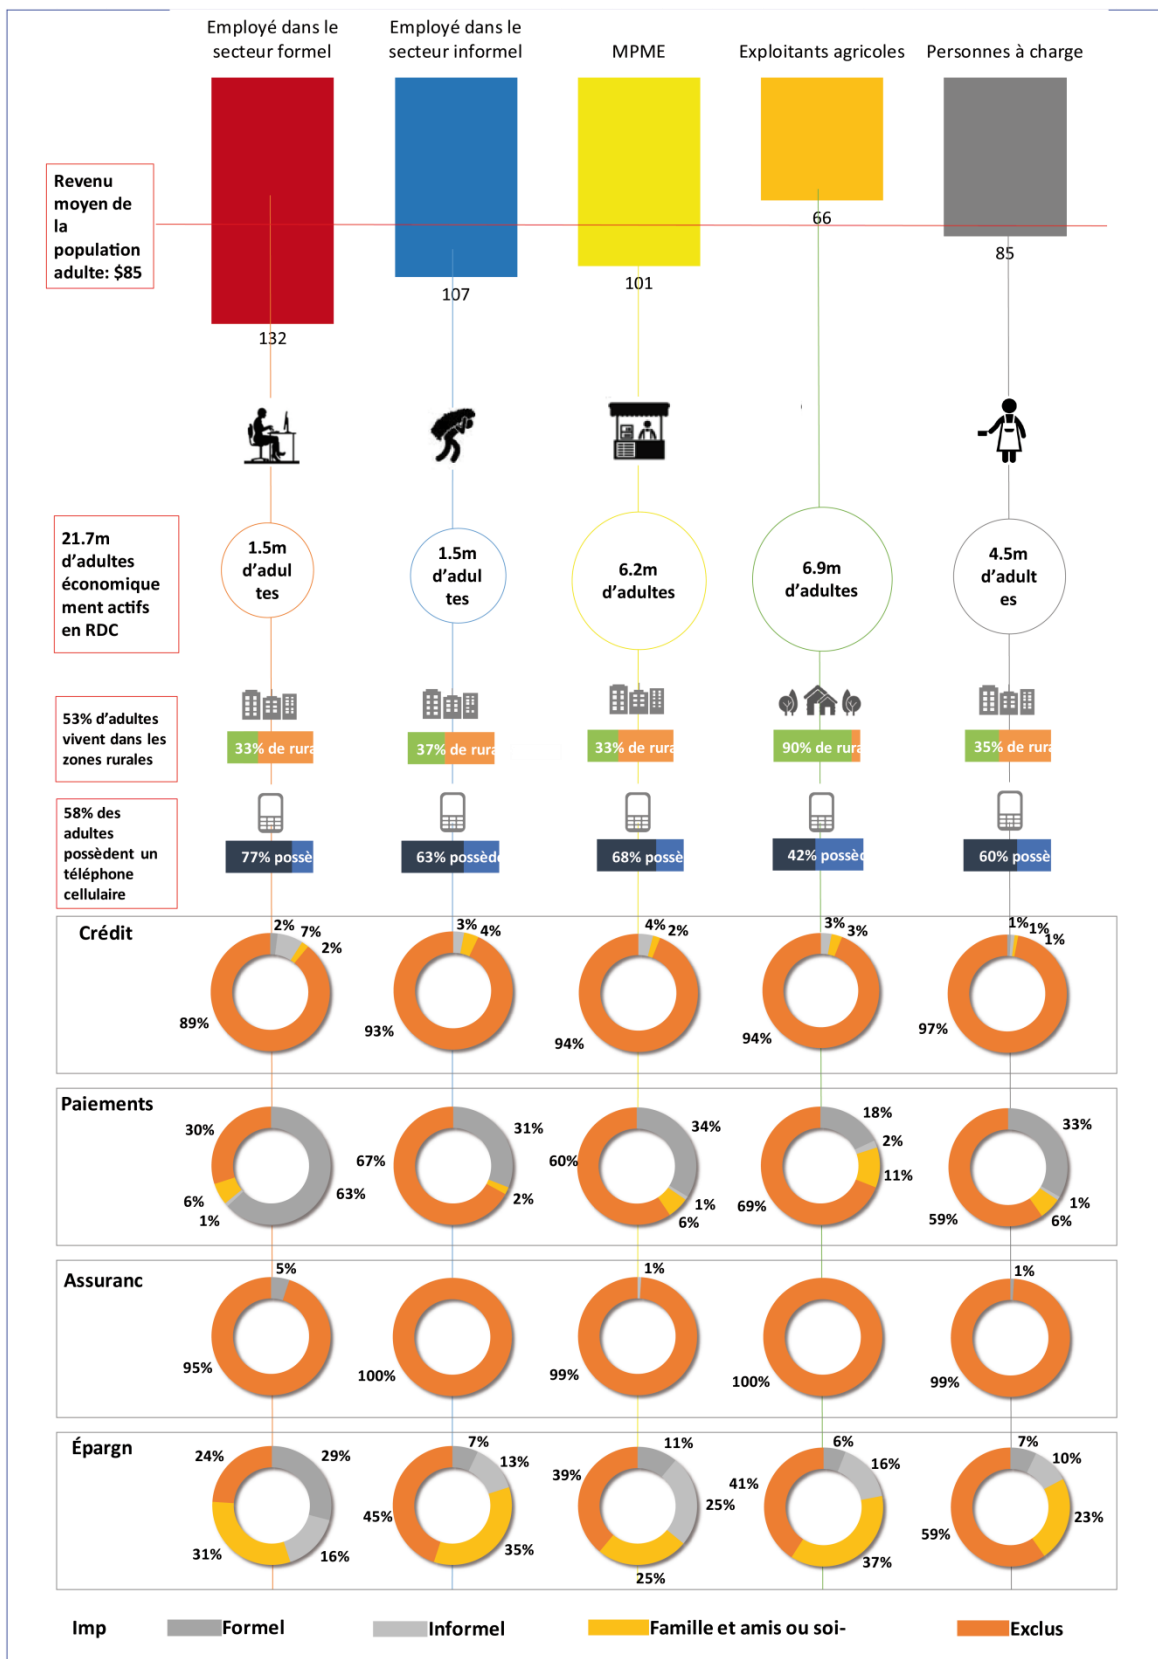 Employé dans le
secteur formel
Employé dans le
secteur informel
MPME
Exploitants agricoles
Personnes à charge
Revenu
moyen de
la
population
adulte: $85
132
107
101
66
85
21.7m
d’adultes
économique
ment actifs
en RDC
1.5m
d’adul
tes
1.5m
d’adul
tes
6.2m
d’adultes
6.9m
d’adultes
4.5m
d’adult
es
53% d’adultes
vivent dans les
zones rurales
33% de rura
37% de rura
33% de rura
90% de rura
35% de rura
58% des
adultes
possèdent un
téléphone
cellulaire
77% possè
63% possède
68% possè
42% possèd
60% possè
Crédit
2%
7%
2%
89%
3%
4%
93%
4%
2%
94%
3%
3%
94%
1%
1%
1%
97%
Paiements
30%
6%
1%
63%
67%
31%
2%
60%
34%
1%
6%
18%
2%
11%
69%
33%
1%
6%
59%
Assuranc
5%
95%
100%
1%
99%
100%
1%
99%
Épargn
24%
29%
31%
16%
7%
13%
45%
35%
11%
39%
25%
25%
6%
16%
41%
37%
7%
10%
23%
59%
Imp
Formel
Informel
Famille et amis ou soi-
Exclus